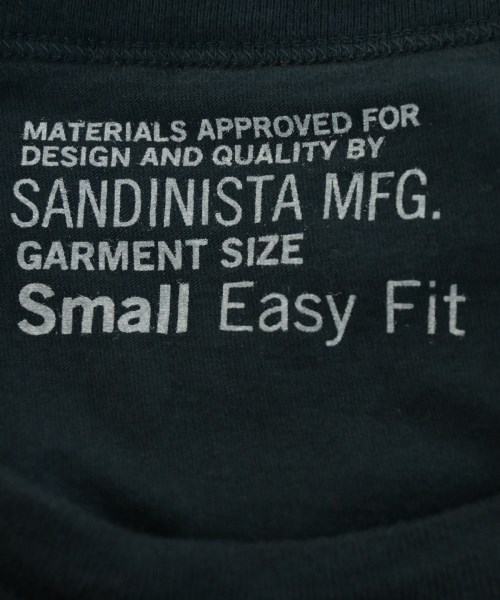 MATERIALS APPROVED FOR
DESIGN AND QUALITY BY
SANDINISTA MFG.
GARMENT SIZE
Small Easy Fit